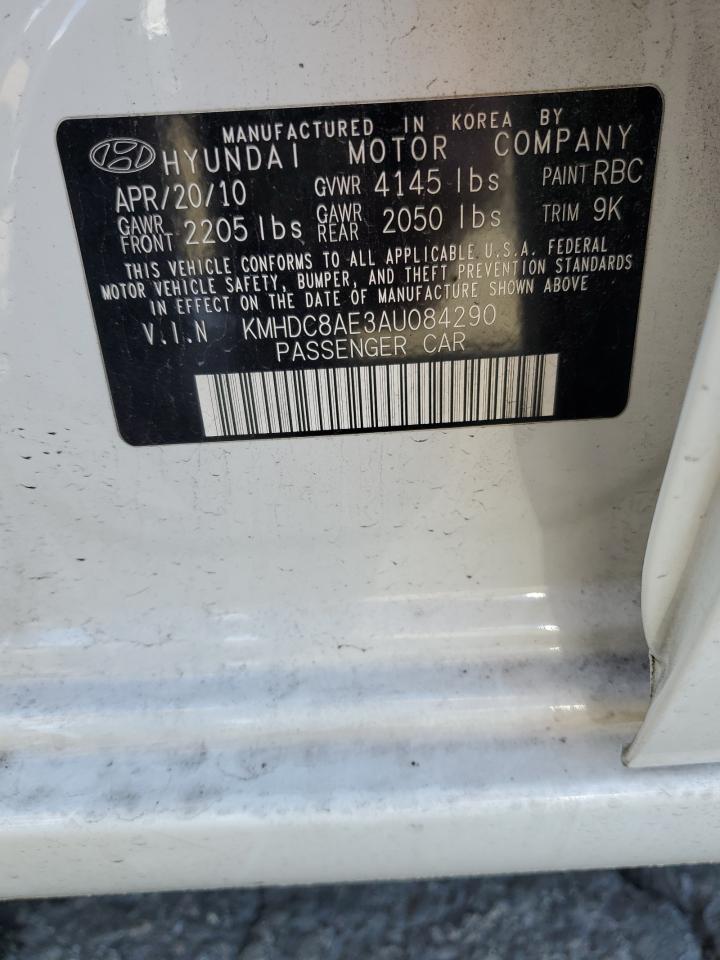 MANUFACTURED IN KOREA BY
HYUNDAI MOTOR COMPANY
APR/20/10 GVWR 4145 lbs PAINT RBC
GAWR FRONT 2205 lbs GAWR REAR 2050 lbs TRIM 9K
THIS VEHICLE CONFORMS TO ALL APPLICABLE U.S.A. FEDERAL
MOTOR VEHICLE SAFETY, BUMPER, AND THEFT PREVENTION STANDARDS
IN EFFECT ON THE DATE OF MANUFACTURE SHOWN ABOVE
V.I.N KMHDC8AE3AU084290
PASSENGER CAR